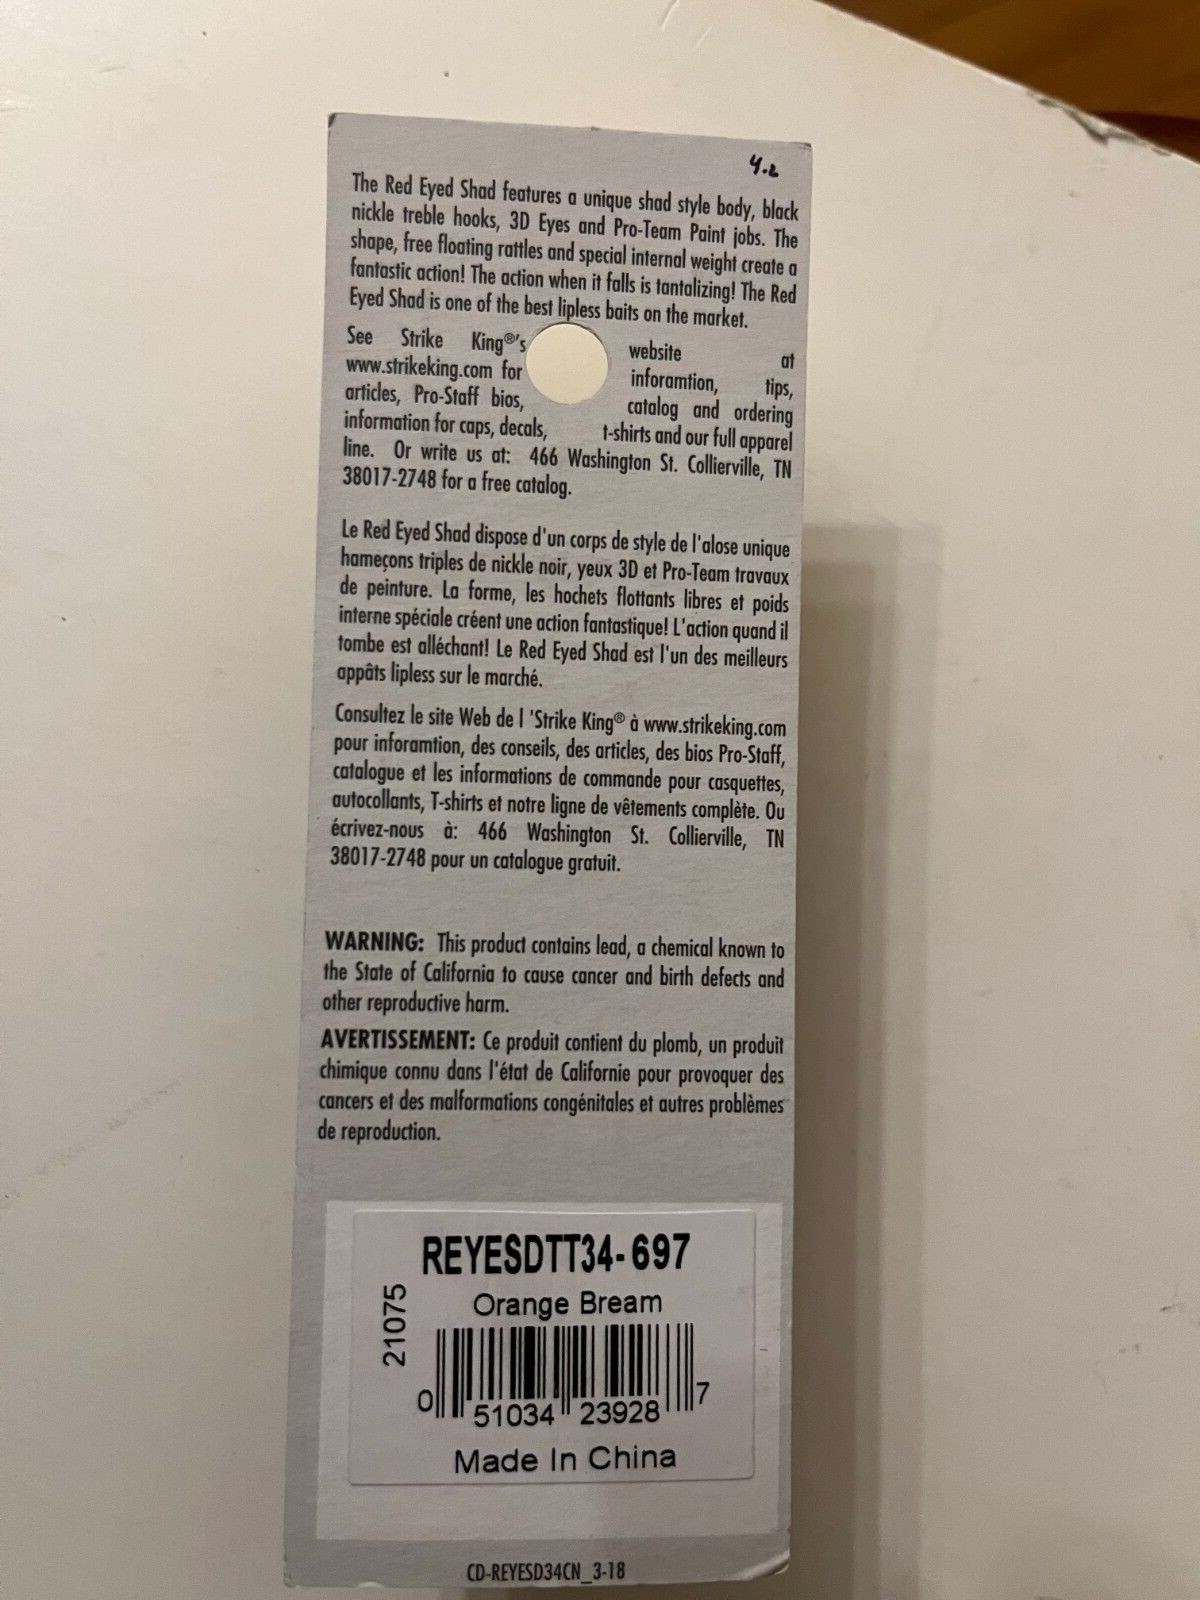 4.2
The Red Eyed Shad features a unique shad style body, black
nickle treble hooks, 3D Eyes and Pro-Team Paint jobs. The
shape, free floating rattles and special internal weight create a
fantastic action! The action when it falls is tantalizing! The Red
Eyed Shad is one of the best lipless baits on the market.
See Strike King®'s website at
www.strikeking.com for inforamtion, tips,
articles, Pro-Staff bios, catalog and ordering
information for caps, decals, t-shirts and our full apparel
line. Or write us at: 466 Washington St. Collierville, TN
38017-2748 for a free catalog.
Le Red Eyed Shad dispose d'un corps de style de l'alose unique
hameçons triples de nickle noir, yeux 3D et Pro-Team travaux
de peinture. La forme, les hochets flottants libres et poids
interne spéciale créent une action fantastique! L'action quand il
tombe est alléchant! Le Red Eyed Shad est l'un des meilleurs
appâts lipless sur le marché.
Consultez le site Web de l 'Strike King® à www.strikeking.com
pour inforamtion, des conseils, des articles, des bios Pro-Staff,
catalogue et les informations de commande pour casquettes,
autocollants, T-shirts et notre ligne de vêtements complète. Ou
écrivez-nous à: 466 Washington St. Collierville, TN
38017-2748 pour un catalogue gratuit.
WARNING: This product contains lead, a chemical known to
the State of California to cause cancer and birth defects and
other reproductive harm.
AVERTISSEMENT: Ce produit contient du plomb, un produit
chimique connu dans l'état de Californie pour provoquer des
cancers et des malformations congénitales et autres problèmes
de reproduction.
REYESDTT34-697
Orange Bream
21075
0 51034 23928 7
Made In China
CD-REYESD34CN_3-18